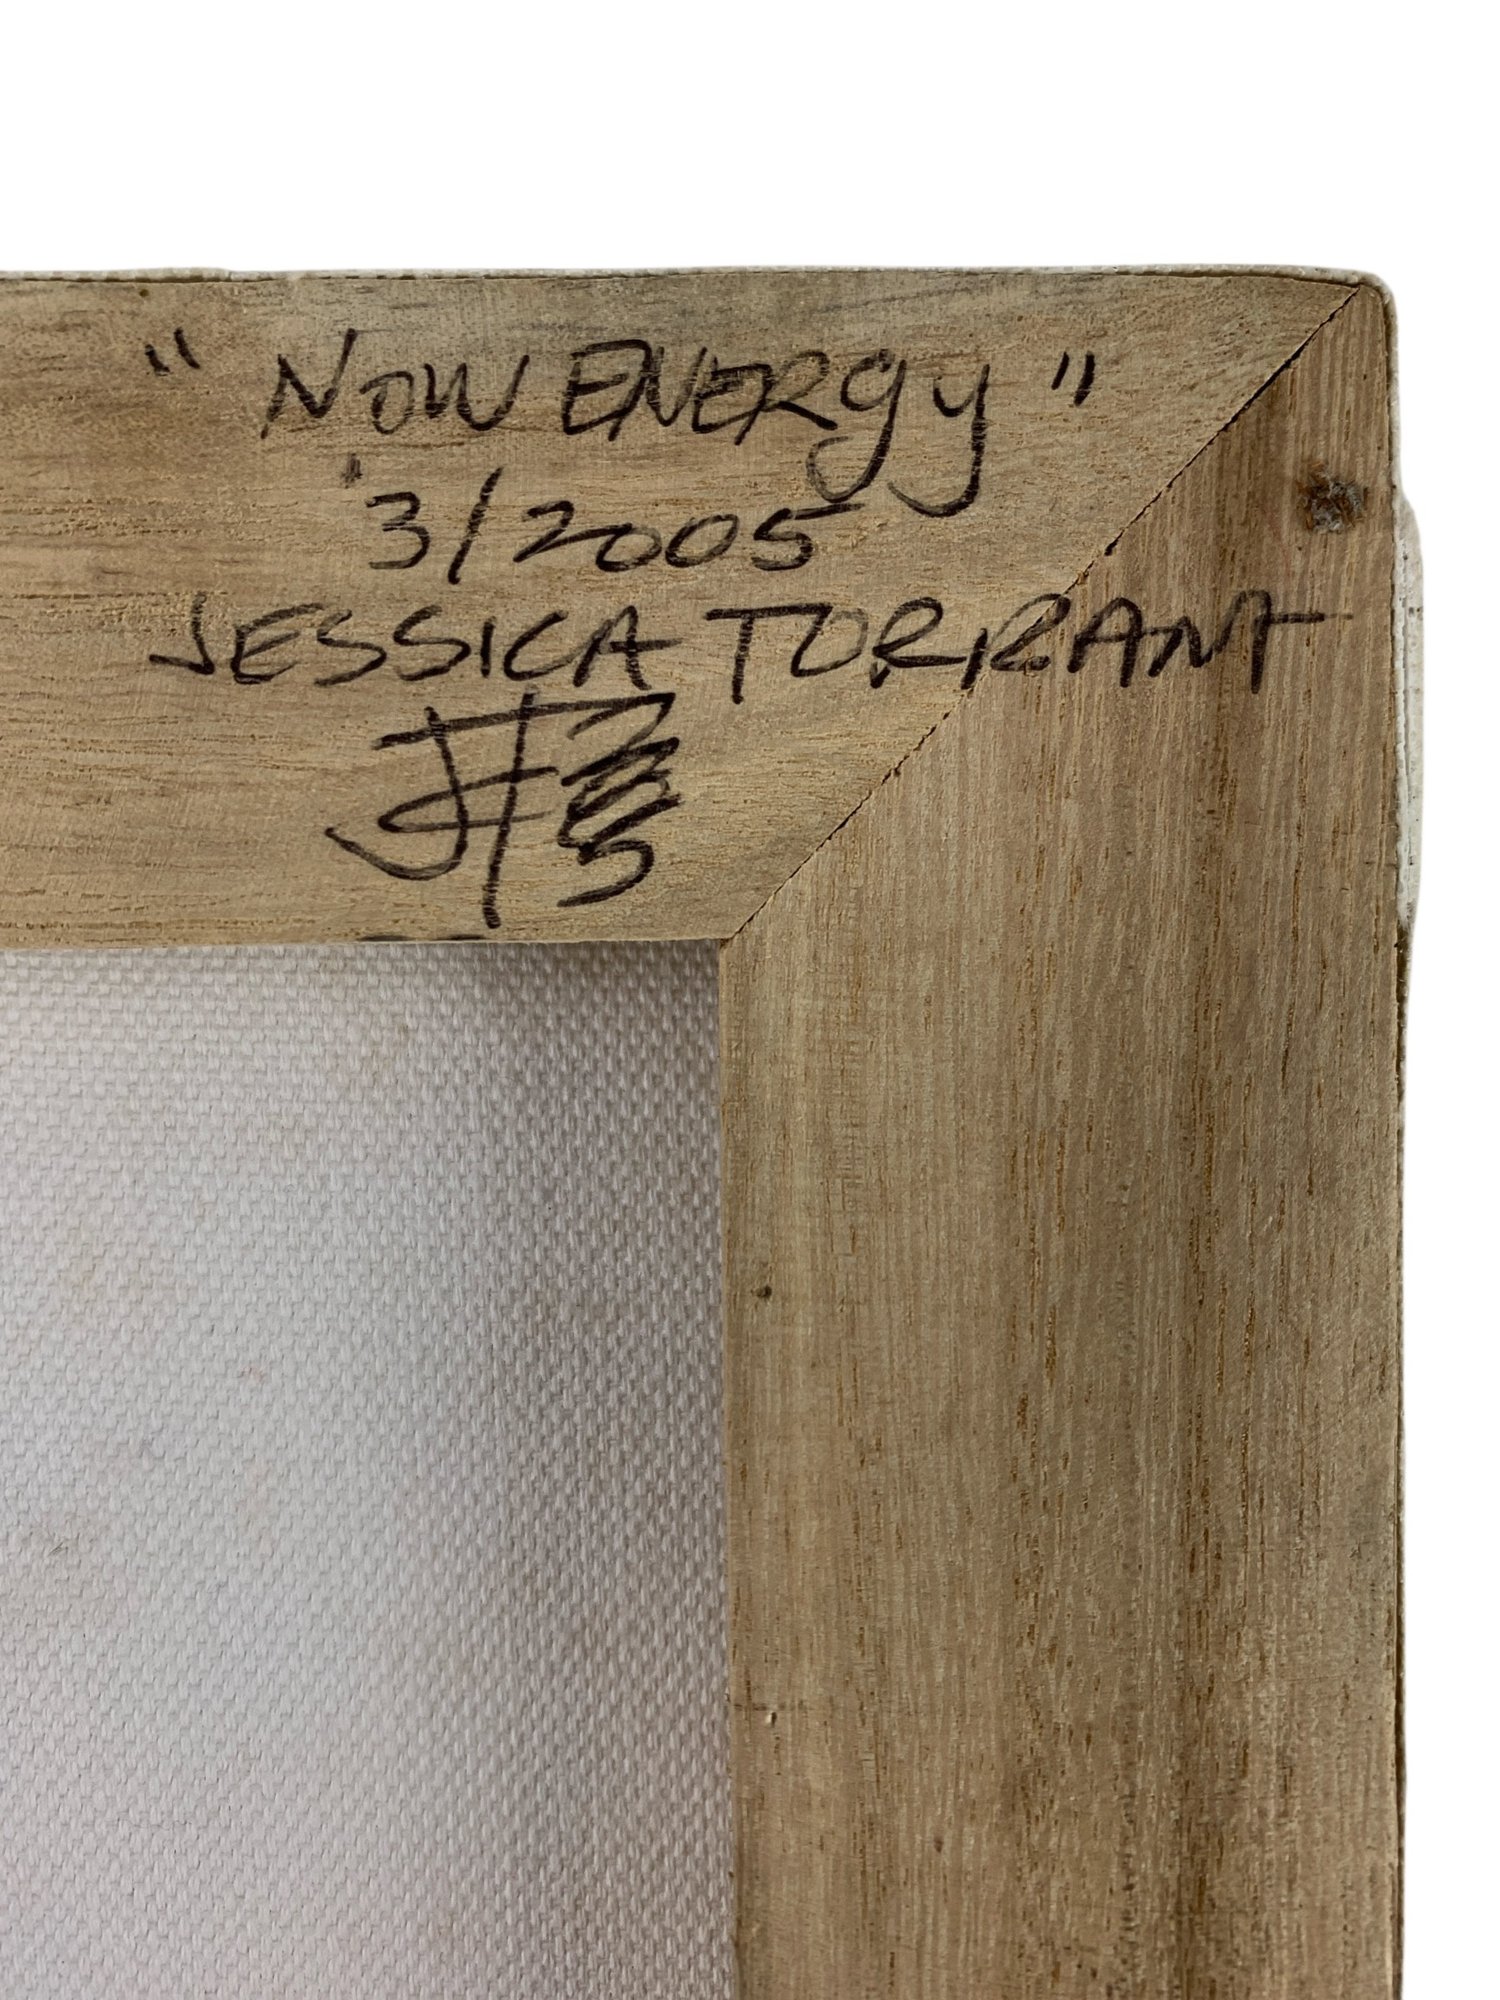 "NOW ENERGY"
3/2005
JESSICA TORRANT